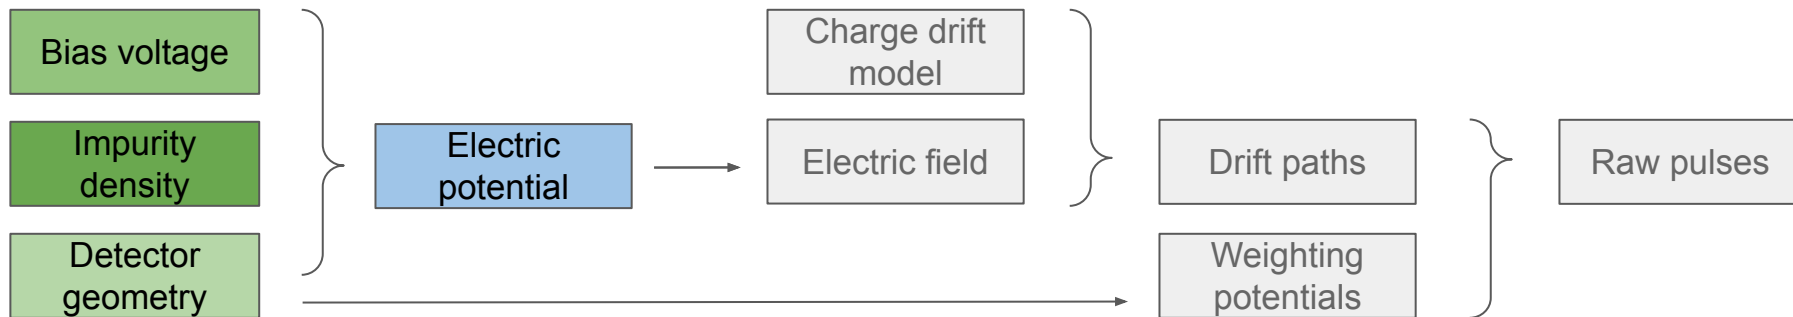 Bias voltage
Impurity
density
Detector
geometry
Electric
potential
Charge drift
model
Electric field
Drift paths
Weighting
potentials
Raw pulses